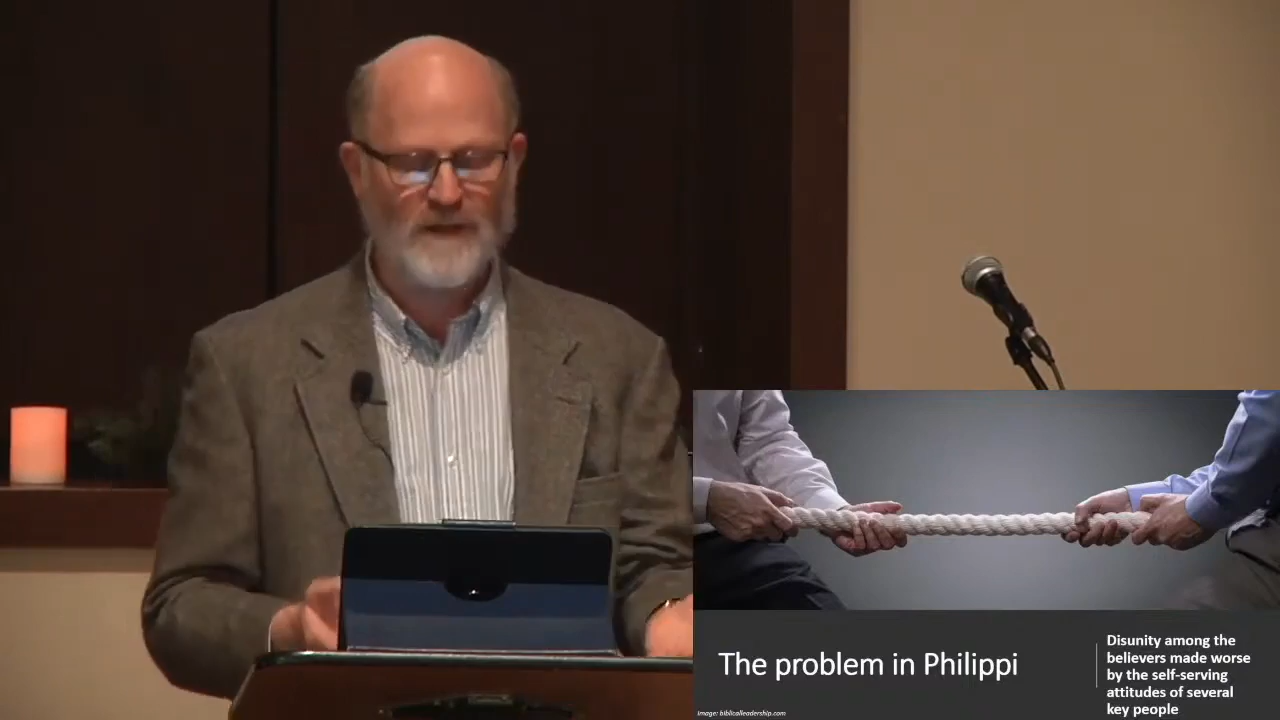 The problem in Philippi
Disunity among the
believers made worse
by the self-serving
attitudes of several
key people
Image: biblicalleadership.com